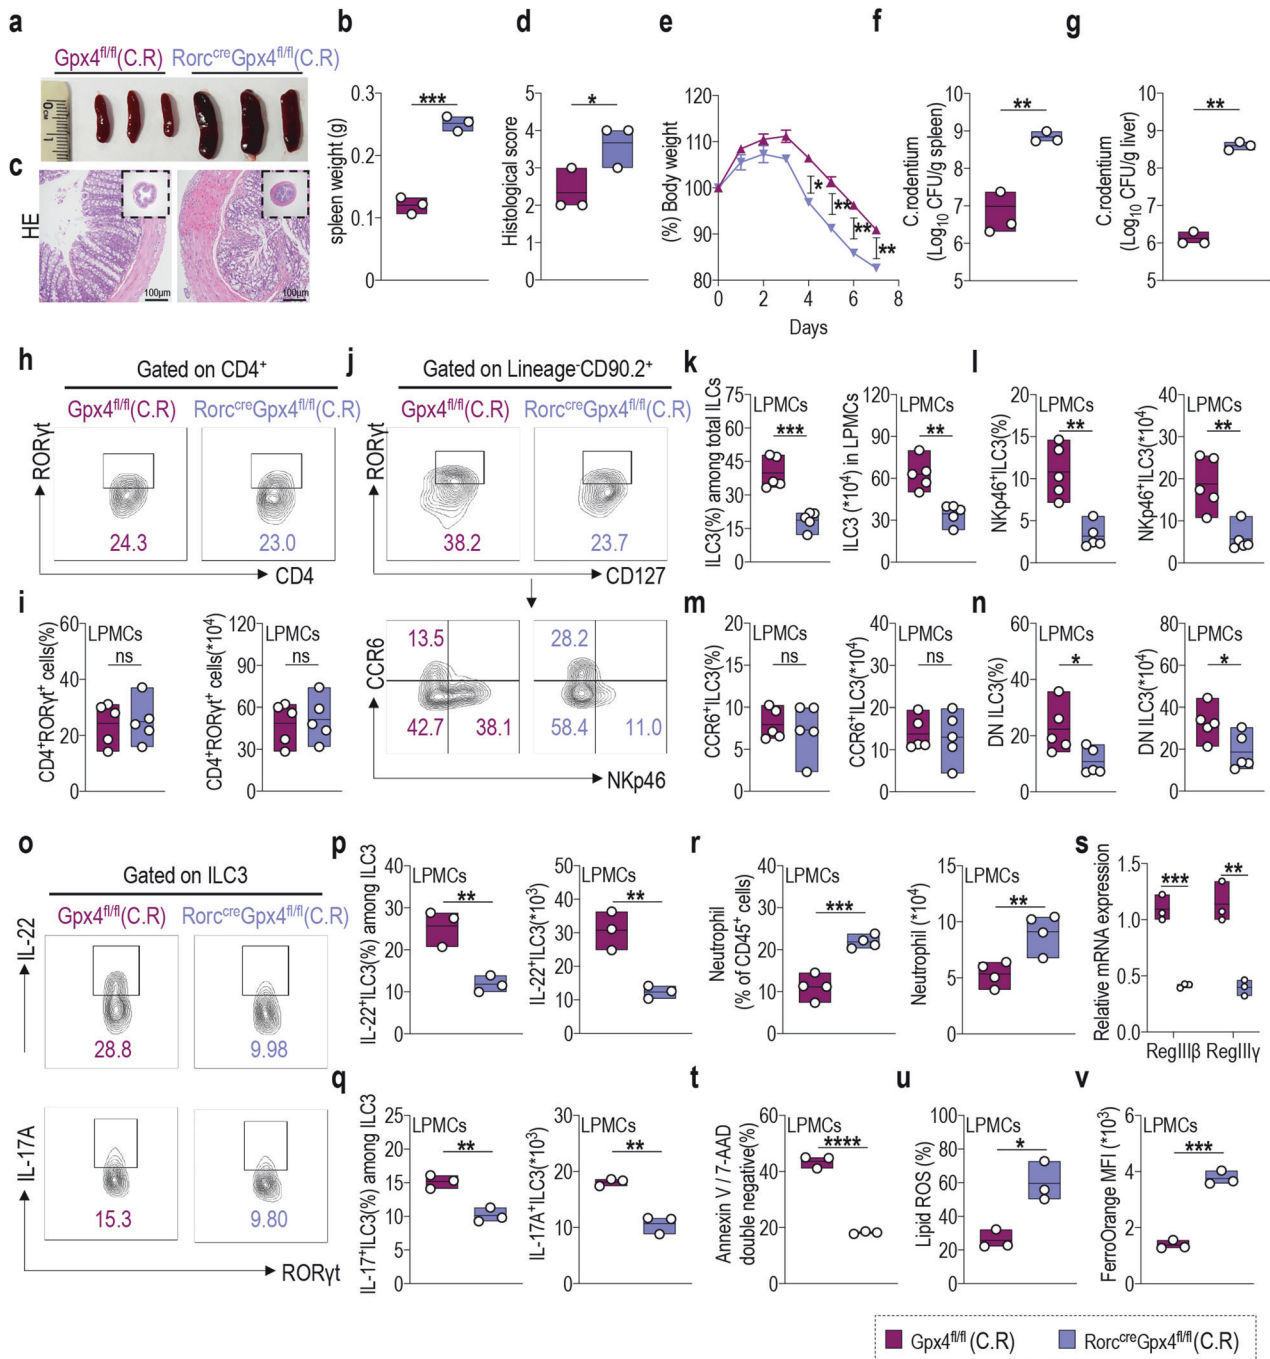 a
Gpx4fl/fl(C.R) RorccreGpx4fl/fl(C.R)
0CM
1
b
spleen weight (g)
0.3
0.2
0.1
0
***
c
HE
100μm
100μm
d
Histological score
5
4
3
2
1
0
*
e
(%) Body weight
120
110
100
90
80
0 2 4 6 8
Days
*
**
**
**
f
C.rodentium
(Log10 CFU/g spleen)
10
9
8
7
6
5
**
g
C.rodentium
(Log10 CFU/g liver)
10
9
8
7
6
5
**
h
Gated on CD4+
Gpx4fl/fl(C.R) RorccreGpx4fl/fl(C.R)
RORγt
24.3 23.0
CD4
i
CD4+RORγt+ cells(%)
60
40
20
0
LPMCs
ns
CD4+RORγt+ cells(*104)
120
90
60
30
0
LPMCs
ns
j
Gated on Lineage-CD90.2+
Gpx4fl/fl(C.R) RorccreGpx4fl/fl(C.R)
RORγt
38.2 23.7
CD127
CCR6
13.5 28.2
42.7 38.1 58.4 11.0
NKp46
k
ILC3(%) among total ILCs
75
60
45
30
15
0
LPMCs
***
ILC3 (*104) in LPMCs
120
90
60
30
0
LPMCs
**
l
NKp46+ILC3(%)
20
15
10
5
0
LPMCs
**
NKp46+ILC3(*104)
40
30
20
10
0
LPMCs
**
m
CCR6+ILC3(%)
20
15
10
5
0
LPMCs
ns
CCR6+ILC3(*104)
40
30
20
10
0
LPMCs
ns
n
DN ILC3(%)
60
40
20
0
LPMCs
*
DN ILC3(*104)
80
60
40
20
0
LPMCs
*
o
Gated on ILC3
Gpx4fl/fl(C.R) RorccreGpx4fl/fl(C.R)
IL-22
28.8 9.98
IL-17A
15.3 9.80
RORγt
p
IL-22+ILC3(%) among ILC3
40
30
20
10
0
LPMCs
**
IL-22+ILC3(*103)
50
40
30
20
10
0
LPMCs
**
q
IL-17+ILC3(%) among ILC3
25
20
15
10
5
0
LPMCs
**
IL-17A+ILC3(*103)
30
20
10
0
LPMCs
**
r
Neutrophil
(% of CD45+ cells)
40
30
20
10
0
LPMCs
***
Neutrophil (*104)
15
10
5
0
LPMCs
**
s
Relative mRNA expression
1.5
1.0
0.5
0.0
*** **
RegIIIβ RegIIIγ
t
Annexin V / 7-AAD
double negative(%)
60
40
20
0
LPMCs
****
u
Lipid ROS (%)
100
80
60
40
20
0
LPMCs
*
v
FerroOrange MFI (*103)
6
4
2
0
LPMCs
***
Gpx4fl/fl (C.R) RorccreGpx4fl/fl(C.R)